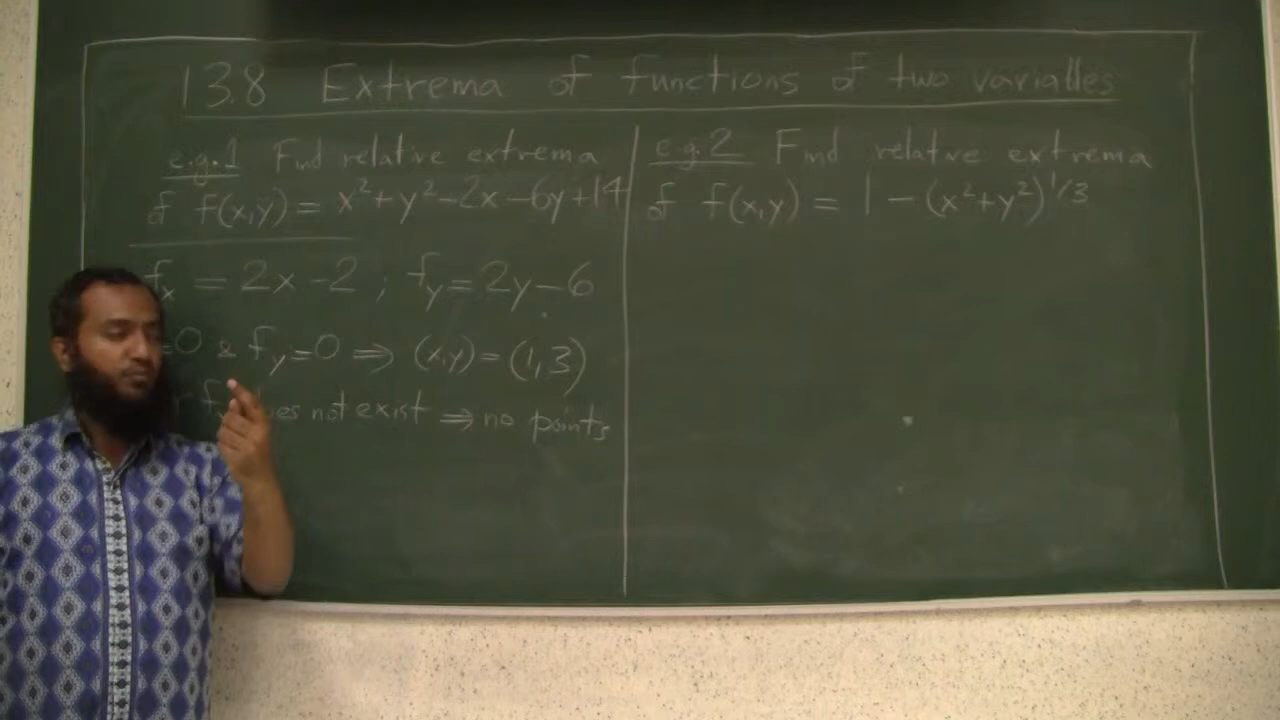 13.8 Extrema of functions of two variables
e.g.1 Find relative extrema
of f(x,y) = x²+y²-2x-6y+14
fx = 2x-2 ; fy = 2y-6
=0 & fy=0 ⇒ (x,y) = (1,3)
does not exist ⇒ no points
e.g.2 Find relative extrema
of f(x,y) = 1 - (x²+y²)^1/3